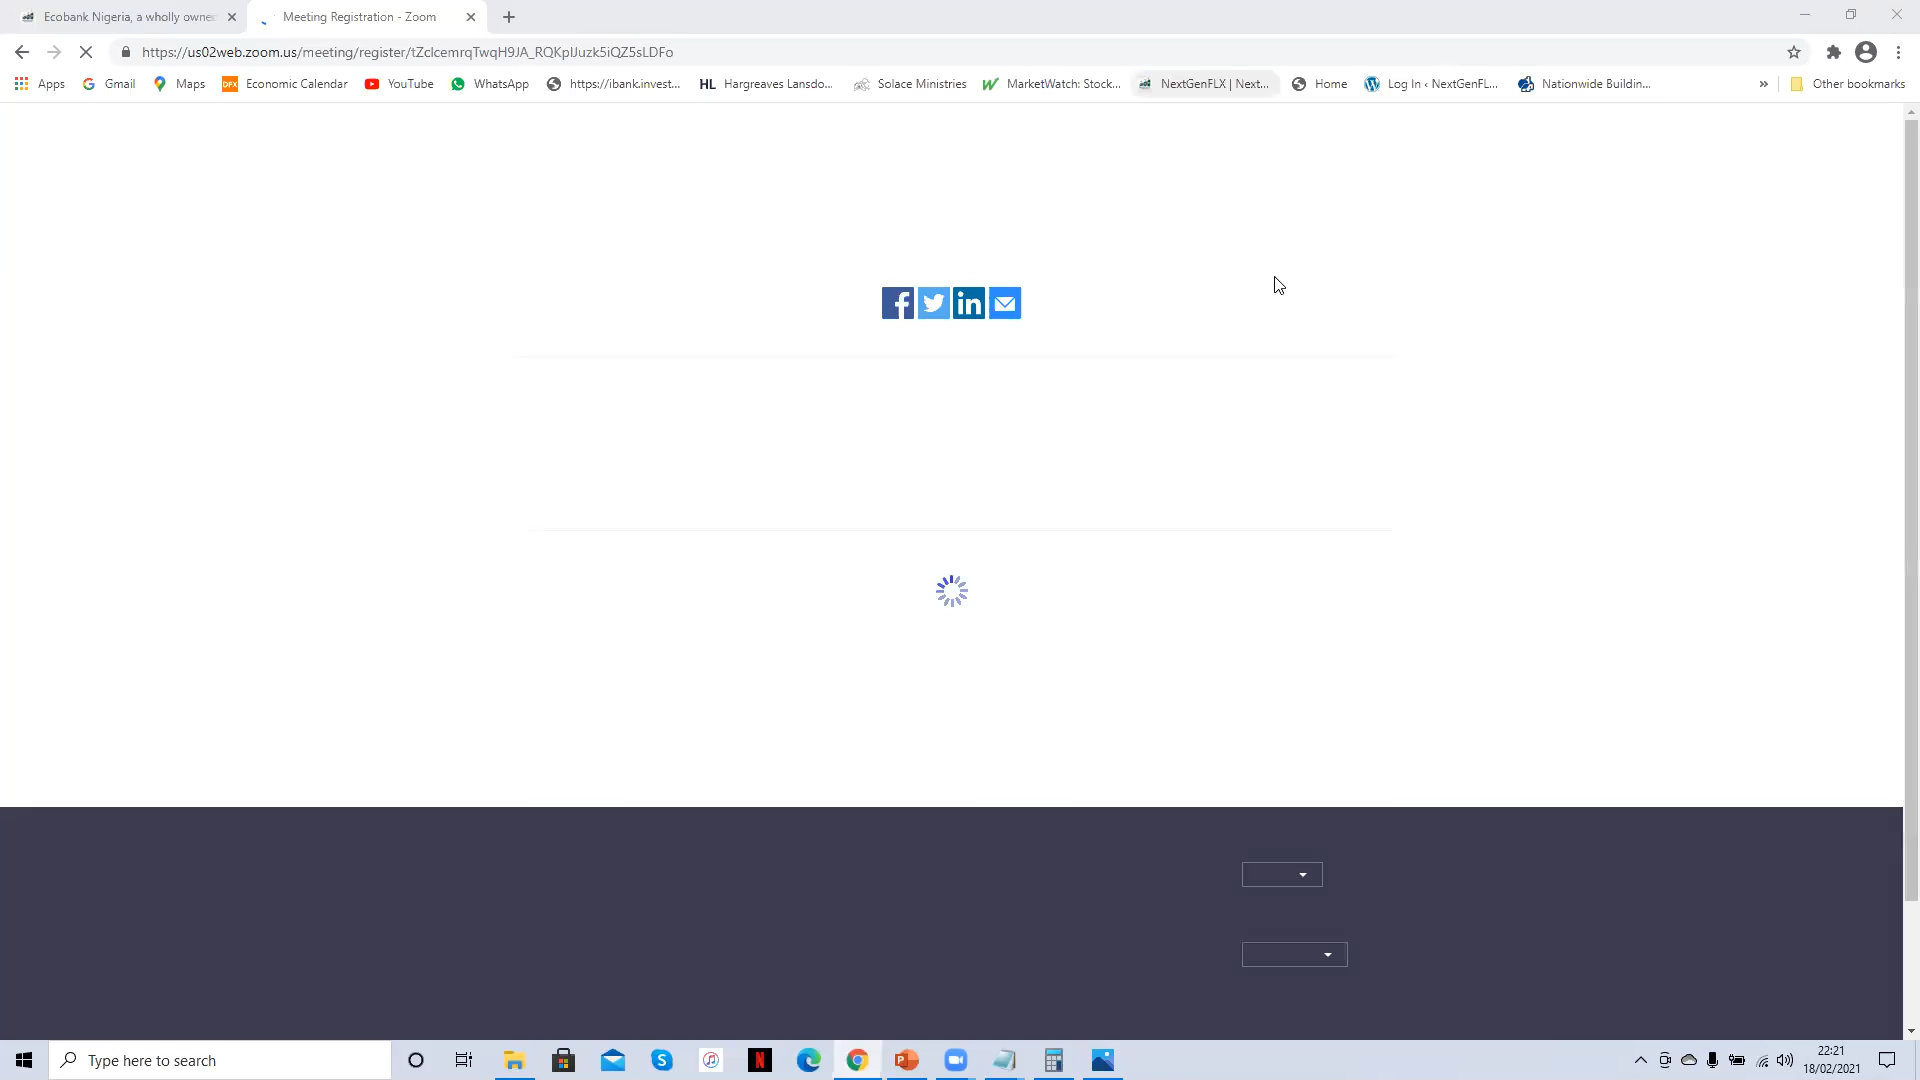 Ecobank Nigeria, a wholly owne
Meeting Registration - Zoom
https://us02web.zoom.us/meeting/register/tZclcemrqTwqH9JA_RQKpIJuzk5iQZ5sLDFo
Apps
Gmail
Maps
DFX
Economic Calendar
YouTube
WhatsApp
https://ibank.invest...
HL
Hargreaves Lansdo...
Solace Ministries
MarketWatch: Stock...
NextGenFLX | Next...
Home
Log In ‹ NextGenFL...
Nationwide Buildin...
»
Other bookmarks
Type here to search
22:21
18/02/2021